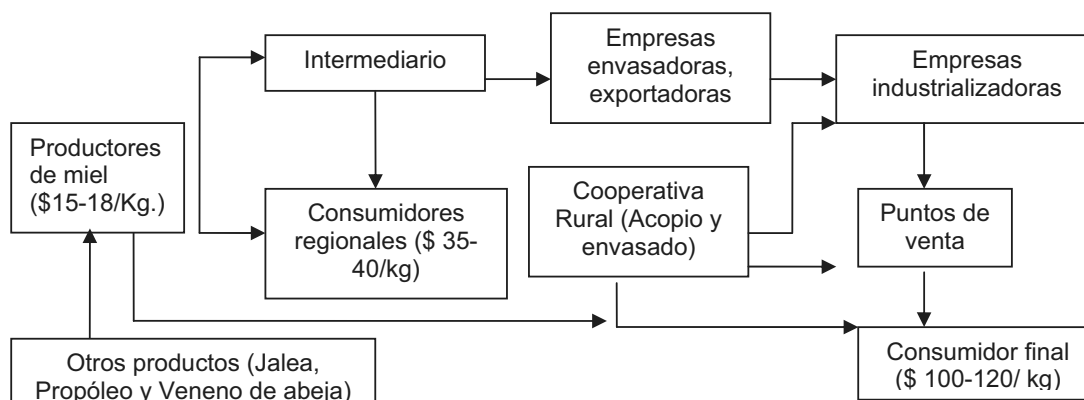 Intermediario
Empresas
envasadoras,
exportadoras
Empresas
industrializadoras
Productores
de miel
($15-18/Kg.)
Consumidores
regionales ($ 35-
40/kg)
Cooperativa
Rural (Acopio y
envasado)
Puntos de
venta
Otros productos (Jalea,
Propóleo y Veneno de abeja)
Consumidor final
($ 100-120/ kg)